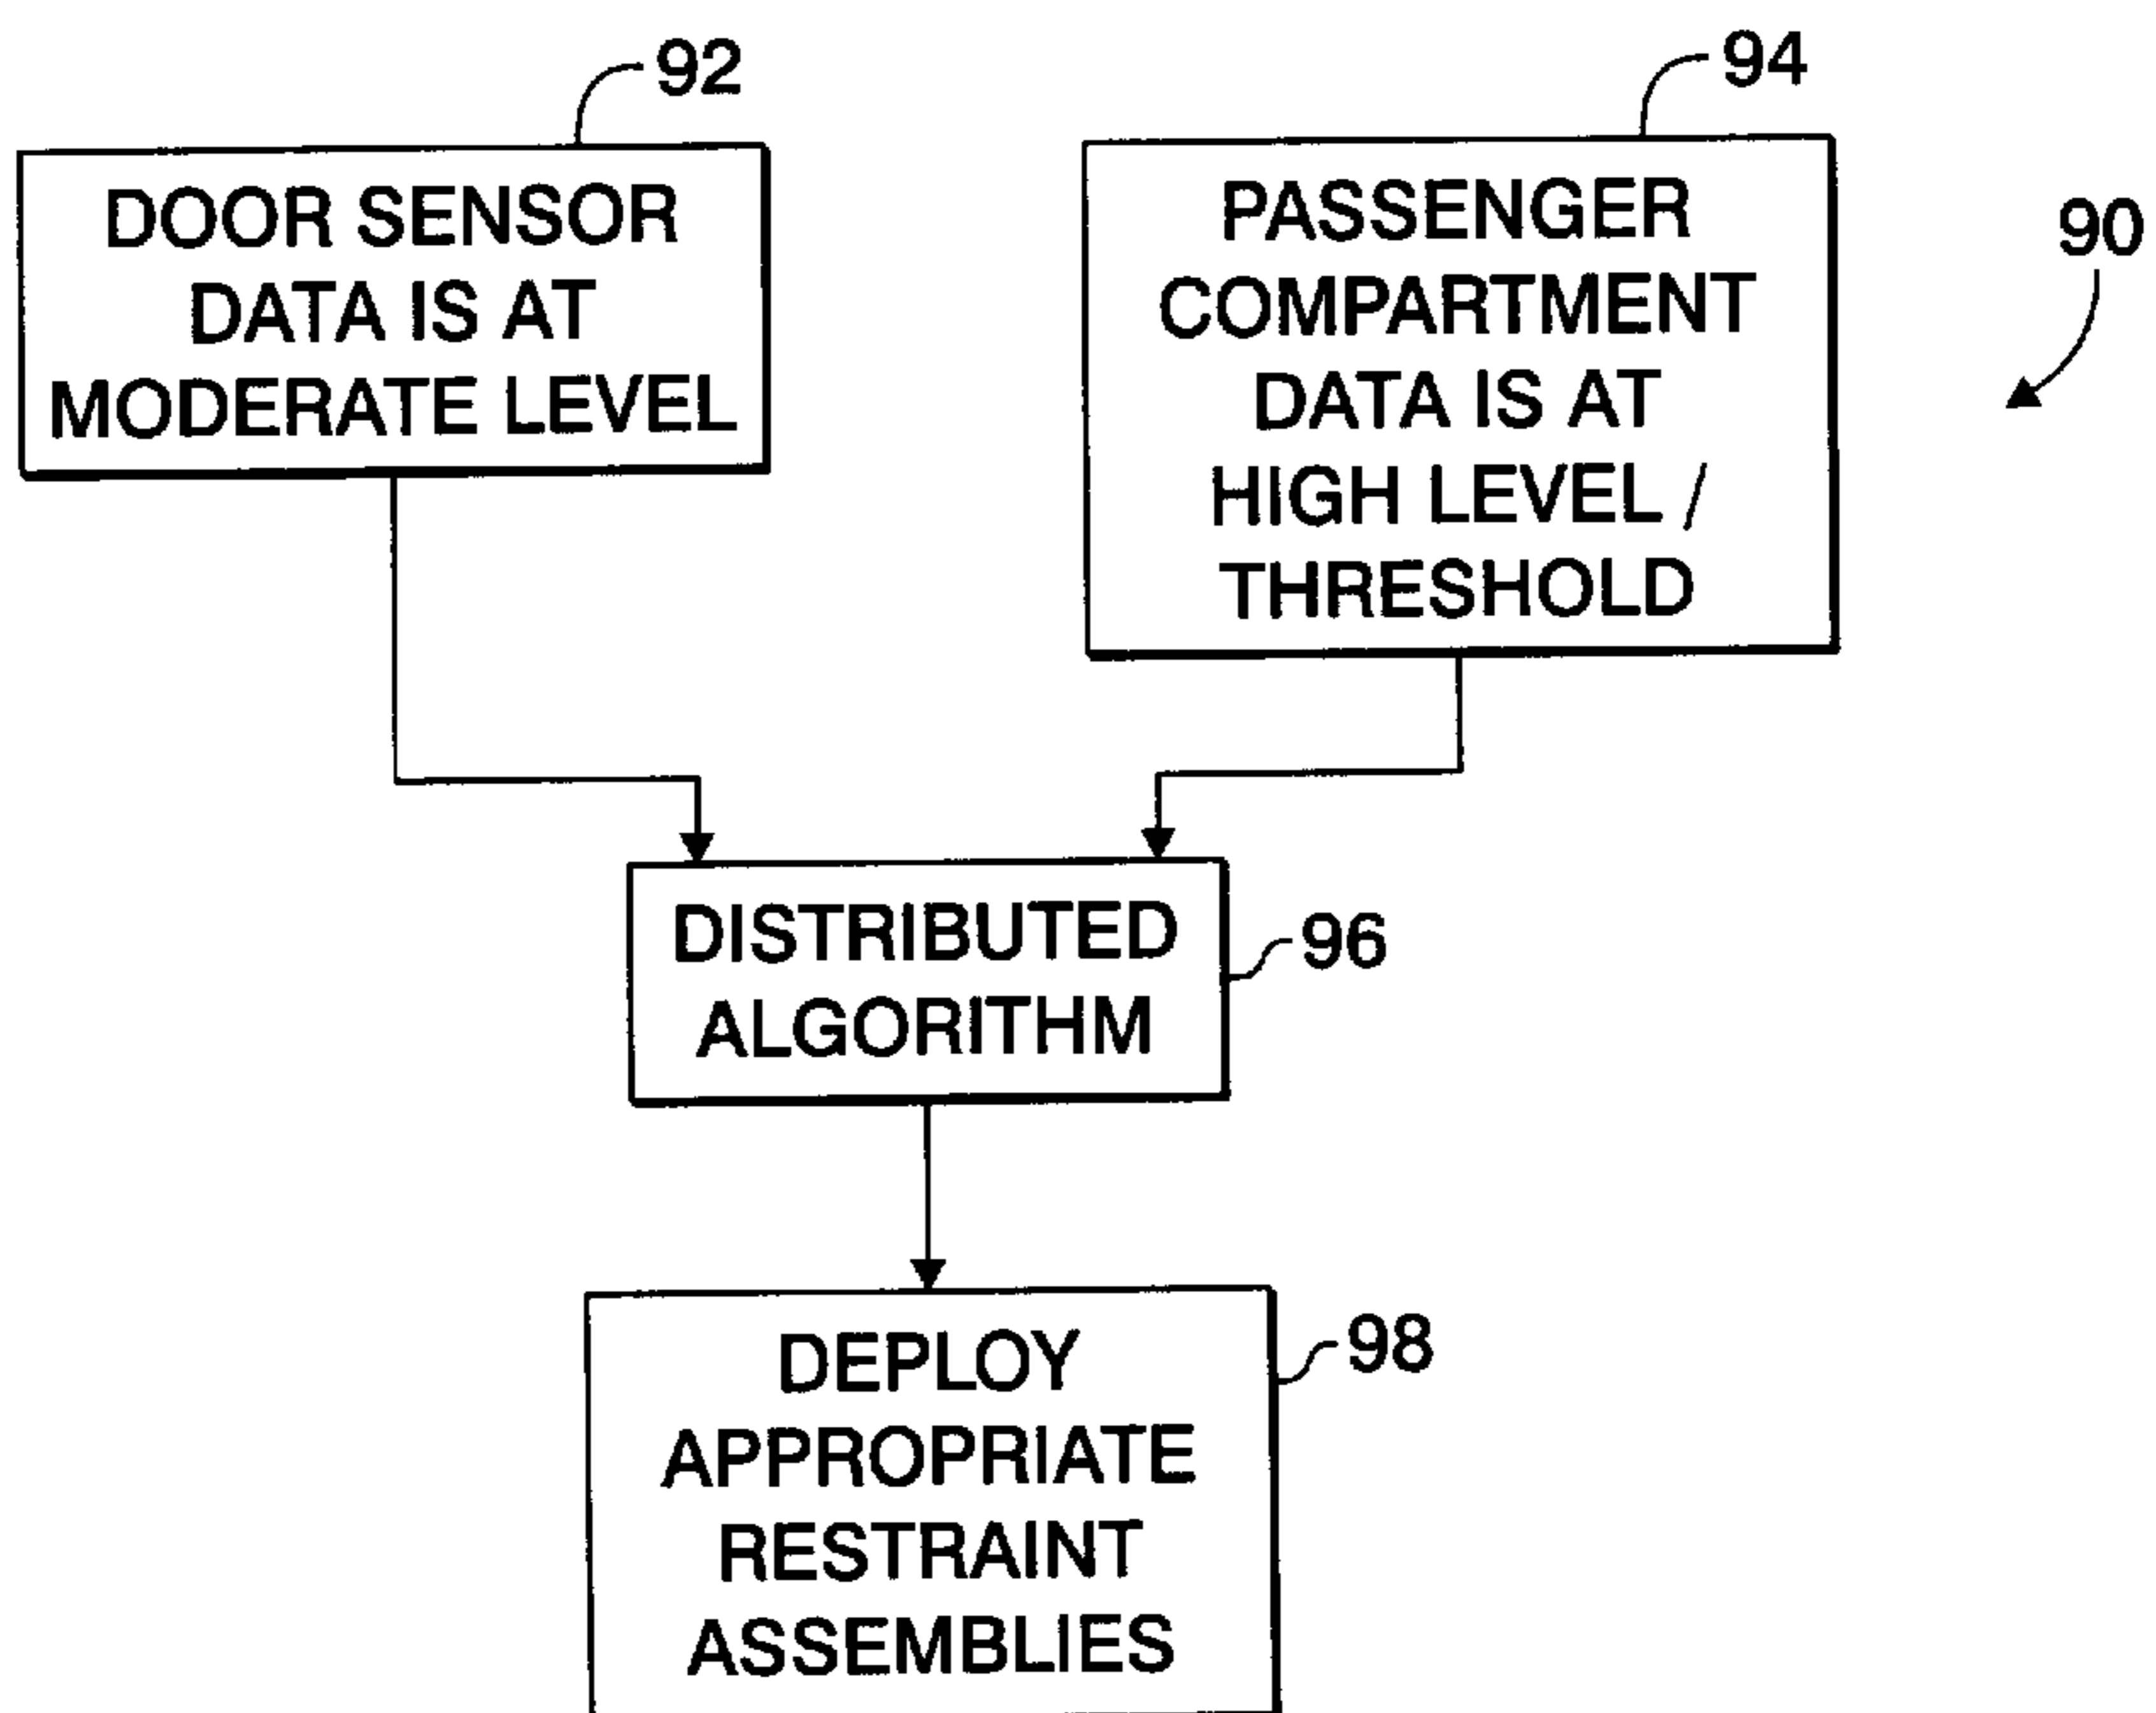 92
DOOR SENSOR
DATA IS AT
MODERATE LEVEL
94
PASSENGER
COMPARTMENT
DATA IS AT
HIGH LEVEL /
THRESHOLD
90
DISTRIBUTED
ALGORITHM
96
DEPLOY
APPROPRIATE
RESTRAINT
ASSEMBLIES
98